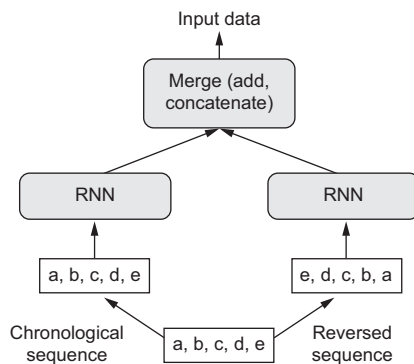 Input data
Merge (add,
concatenate)
RNN
RNN
a, b, c, d, e
e, d, c, b, a
Chronological
sequence
a, b, c, d, e
Reversed
sequence